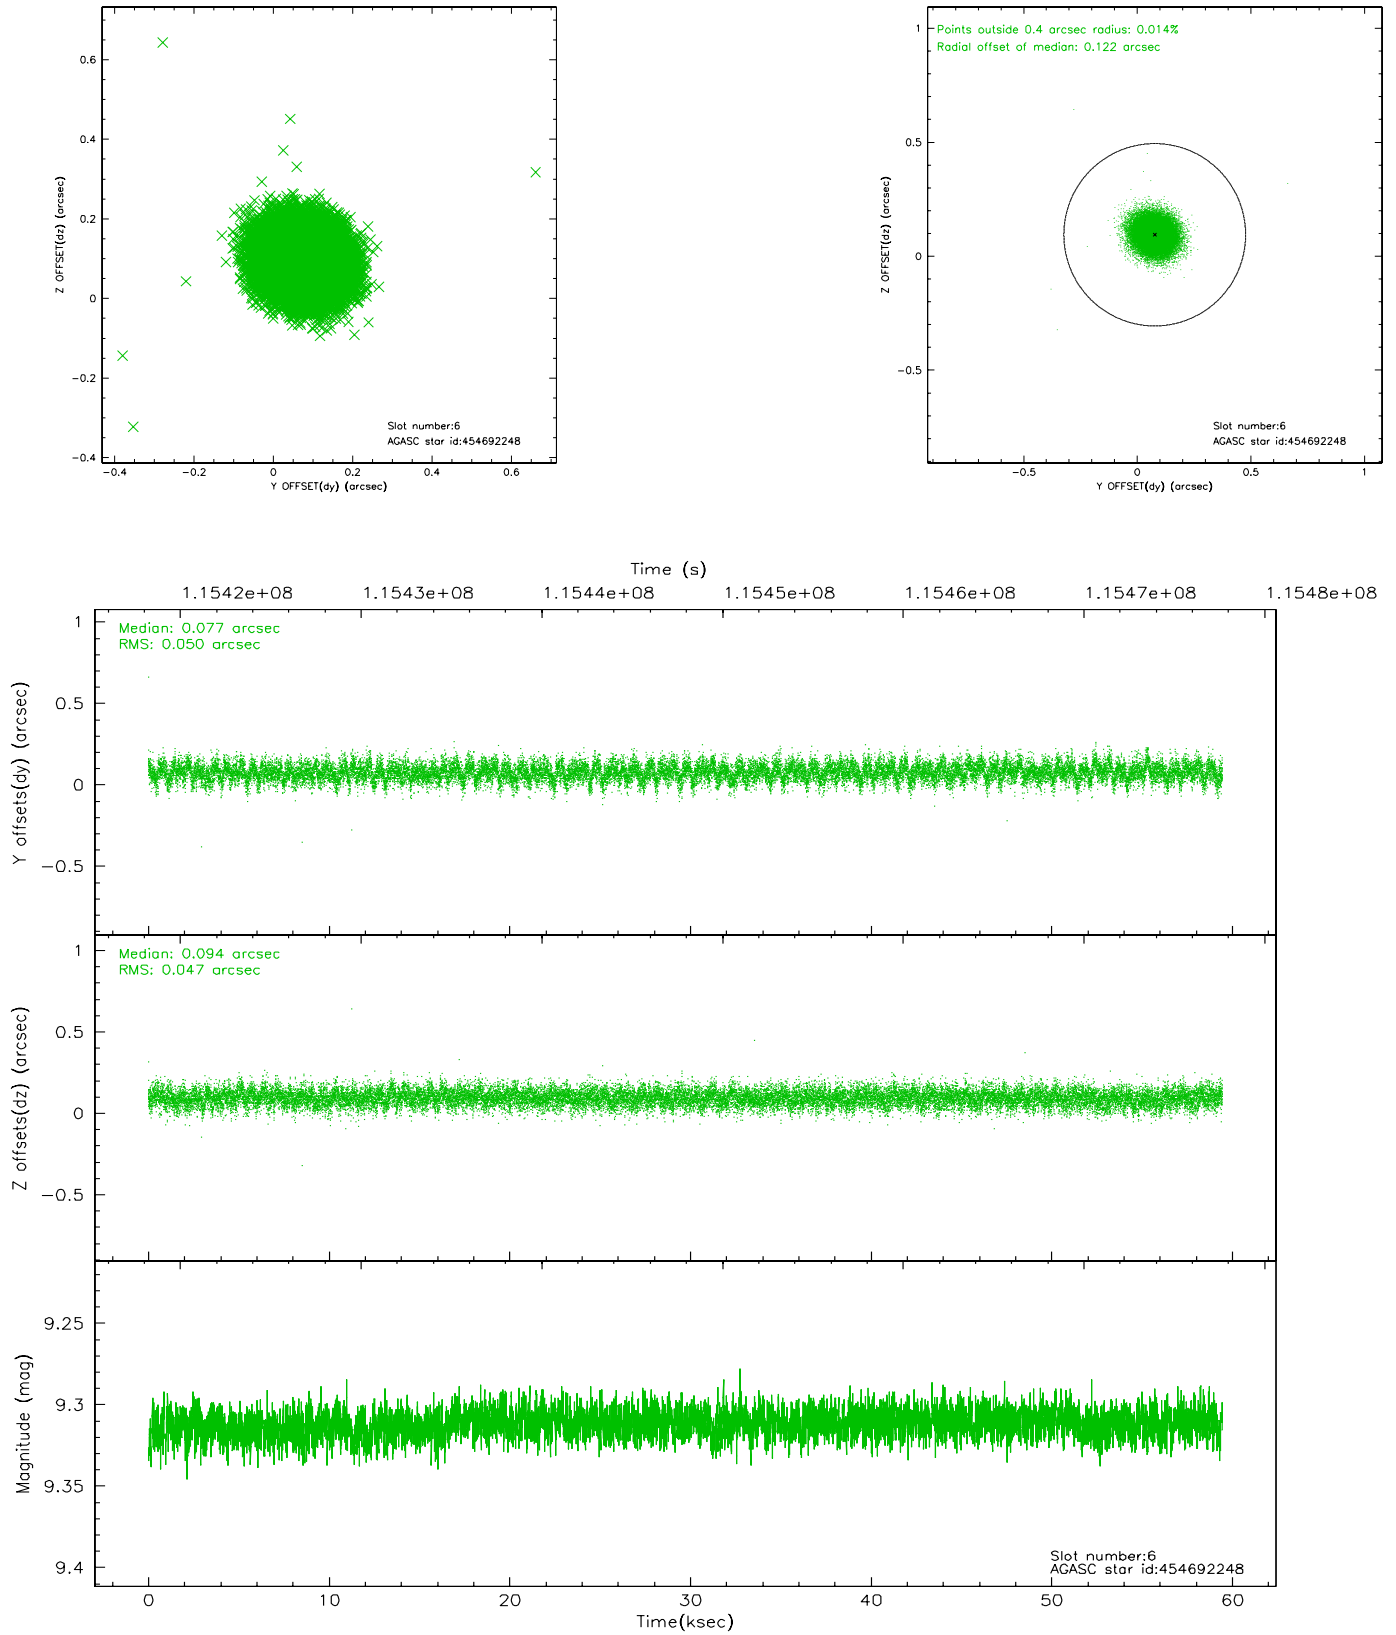 0.6
0.4
0.2
0
−0.2
−0.4
Z OFFSET(dz) (arcsec)
−0.4 −0.2 0 0.2 0.4 0.6
Y OFFSET(dy) (arcsec)
Slot number:6
AGASC star id:454692248
Points outside 0.4 arcsec radius: 0.014%
Radial offset of median: 0.122 arcsec
1
0.5
0
−0.5
Z OFFSET(dz) (arcsec)
−0.5 0 0.5 1
Y OFFSET(dy) (arcsec)
Slot number:6
AGASC star id:454692248
Time (s)
1.1542e+08 1.1543e+08 1.1544e+08 1.1545e+08 1.1546e+08 1.1547e+08 1.1548e+08
Median: 0.077 arcsec
RMS: 0.050 arcsec
1
0.5
0
−0.5
Y offsets(dy) (arcsec)
Median: 0.094 arcsec
RMS: 0.047 arcsec
1
0.5
0
−0.5
Z offsets(dz) (arcsec)
9.25
9.3
9.35
9.4
Magnitude (mag)
Slot number:6
AGASC star id:454692248
0 10 20 30 40 50 60
Time(ksec)